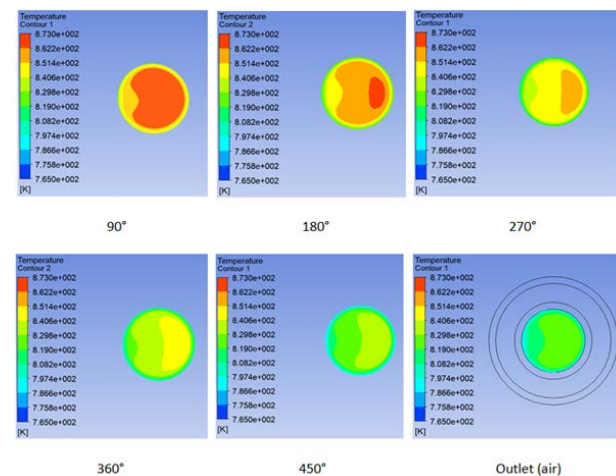 Temperature
Contour 1
8.730e+002
8.622e+002
8.514e+002
8.406e+002
8.298e+002
8.190e+002
8.082e+002
7.974e+002
7.866e+002
7.758e+002
7.650e+002
[K]
90°
Temperature
Contour 2
8.730e+002
8.622e+002
8.514e+002
8.406e+002
8.298e+002
8.190e+002
8.082e+002
7.974e+002
7.866e+002
7.758e+002
7.650e+002
[K]
180°
Temperature
Contour 1
8.730e+002
8.622e+002
8.514e+002
8.406e+002
8.298e+002
8.190e+002
8.082e+002
7.974e+002
7.866e+002
7.758e+002
7.650e+002
[K]
270°
Temperature
Contour 2
8.730e+002
8.622e+002
8.514e+002
8.406e+002
8.298e+002
8.190e+002
8.082e+002
7.974e+002
7.866e+002
7.758e+002
7.650e+002
[K]
360°
Temperature
Contour 1
8.730e+002
8.622e+002
8.514e+002
8.406e+002
8.298e+002
8.190e+002
8.082e+002
7.974e+002
7.866e+002
7.758e+002
7.650e+002
[K]
450°
Temperature
Contour 1
8.730e+002
8.622e+002
8.514e+002
8.406e+002
8.298e+002
8.190e+002
8.082e+002
7.974e+002
7.866e+002
7.758e+002
7.650e+002
[K]
Outlet (air)